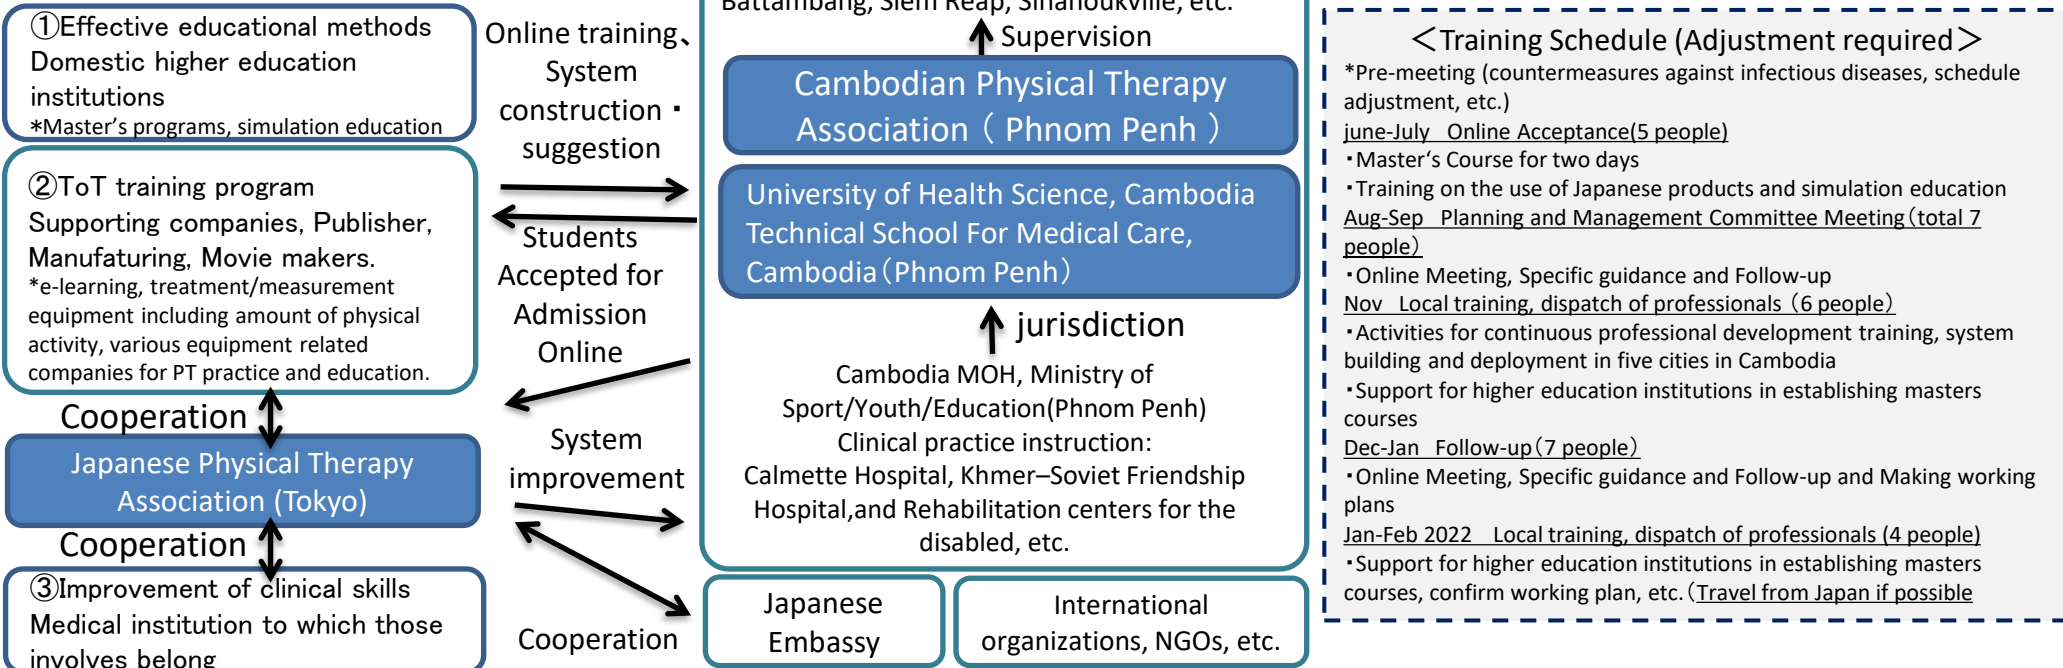 ①Effective educational methods
Domestic higher education
institutions
*Master's programs, simulation education
②ToT training program
Supporting companies, Publisher,
Manufaturing, Movie makers.
*e-learning, treatment/measurement
equipment including amount of physical
activity, various equipment related
companies for PT practice and education.
Cooperation
Japanese Physical Therapy
Association (Tokyo)
Cooperation
③Improvement of clinical skills
Medical institution to which those
involves belong
Online training、
System
construction・
suggestion
Students
Accepted for
Admission
Online
System
improvement
Cooperation
Battambang, Siem Reap, Sihanoukville, etc.
Supervision
Cambodian Physical Therapy
Association（ Phnom Penh ）
University of Health Science, Cambodia
Technical School For Medical Care,
Cambodia（Phnom Penh）
jurisdiction
Cambodia MOH, Ministry of
Sport/Youth/Education(Phnom Penh)
Clinical practice instruction:
Calmette Hospital, Khmer–Soviet Friendship
Hospital,and Rehabilitation centers for the
disabled, etc.
Japanese
Embassy
International
organizations, NGOs, etc.
＜Training Schedule (Adjustment required＞
*Pre-meeting (countermeasures against infectious diseases, schedule
adjustment, etc.)
june-July Online Acceptance(5 people)
・Master‘s Course for two days
・Training on the use of Japanese products and simulation education
Aug-Sep Planning and Management Committee Meeting（total 7
people）
・Online Meeting, Specific guidance and Follow-up
Nov Local training, dispatch of professionals（6 people）
・Activities for continuous professional development training, system
building and deployment in five cities in Cambodia
・Support for higher education institutions in establishing masters
courses
Dec-Jan Follow-up（7 people）
・Online Meeting, Specific guidance and Follow-up and Making working
plans
Jan-Feb 2022 Local training, dispatch of professionals (4 people)
・Support for higher education institutions in establishing masters
courses, confirm working plan, etc.（Travel from Japan if possible